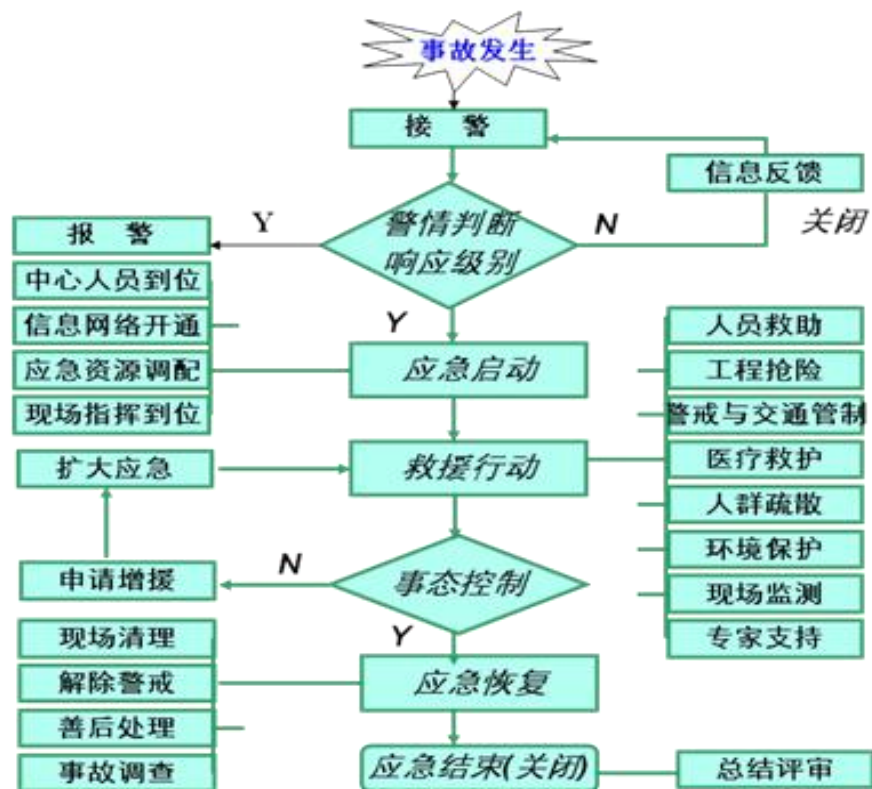 事故发生
接 警
信息反馈
警情判断
响应级别
Y
N
关闭
报 警
中心人员到位
信息网络开通
应急资源调配
现场指挥到位
Y
应急启动
人员救助
工程抢险
警戒与交通管制
医疗救护
人群疏散
环境保护
现场监测
专家支持
救援行动
扩大应急
申请增援
N
事态控制
Y
现场清理
解除警戒
善后处理
事故调查
应急恢复
应急结束(关闭)
总结评审